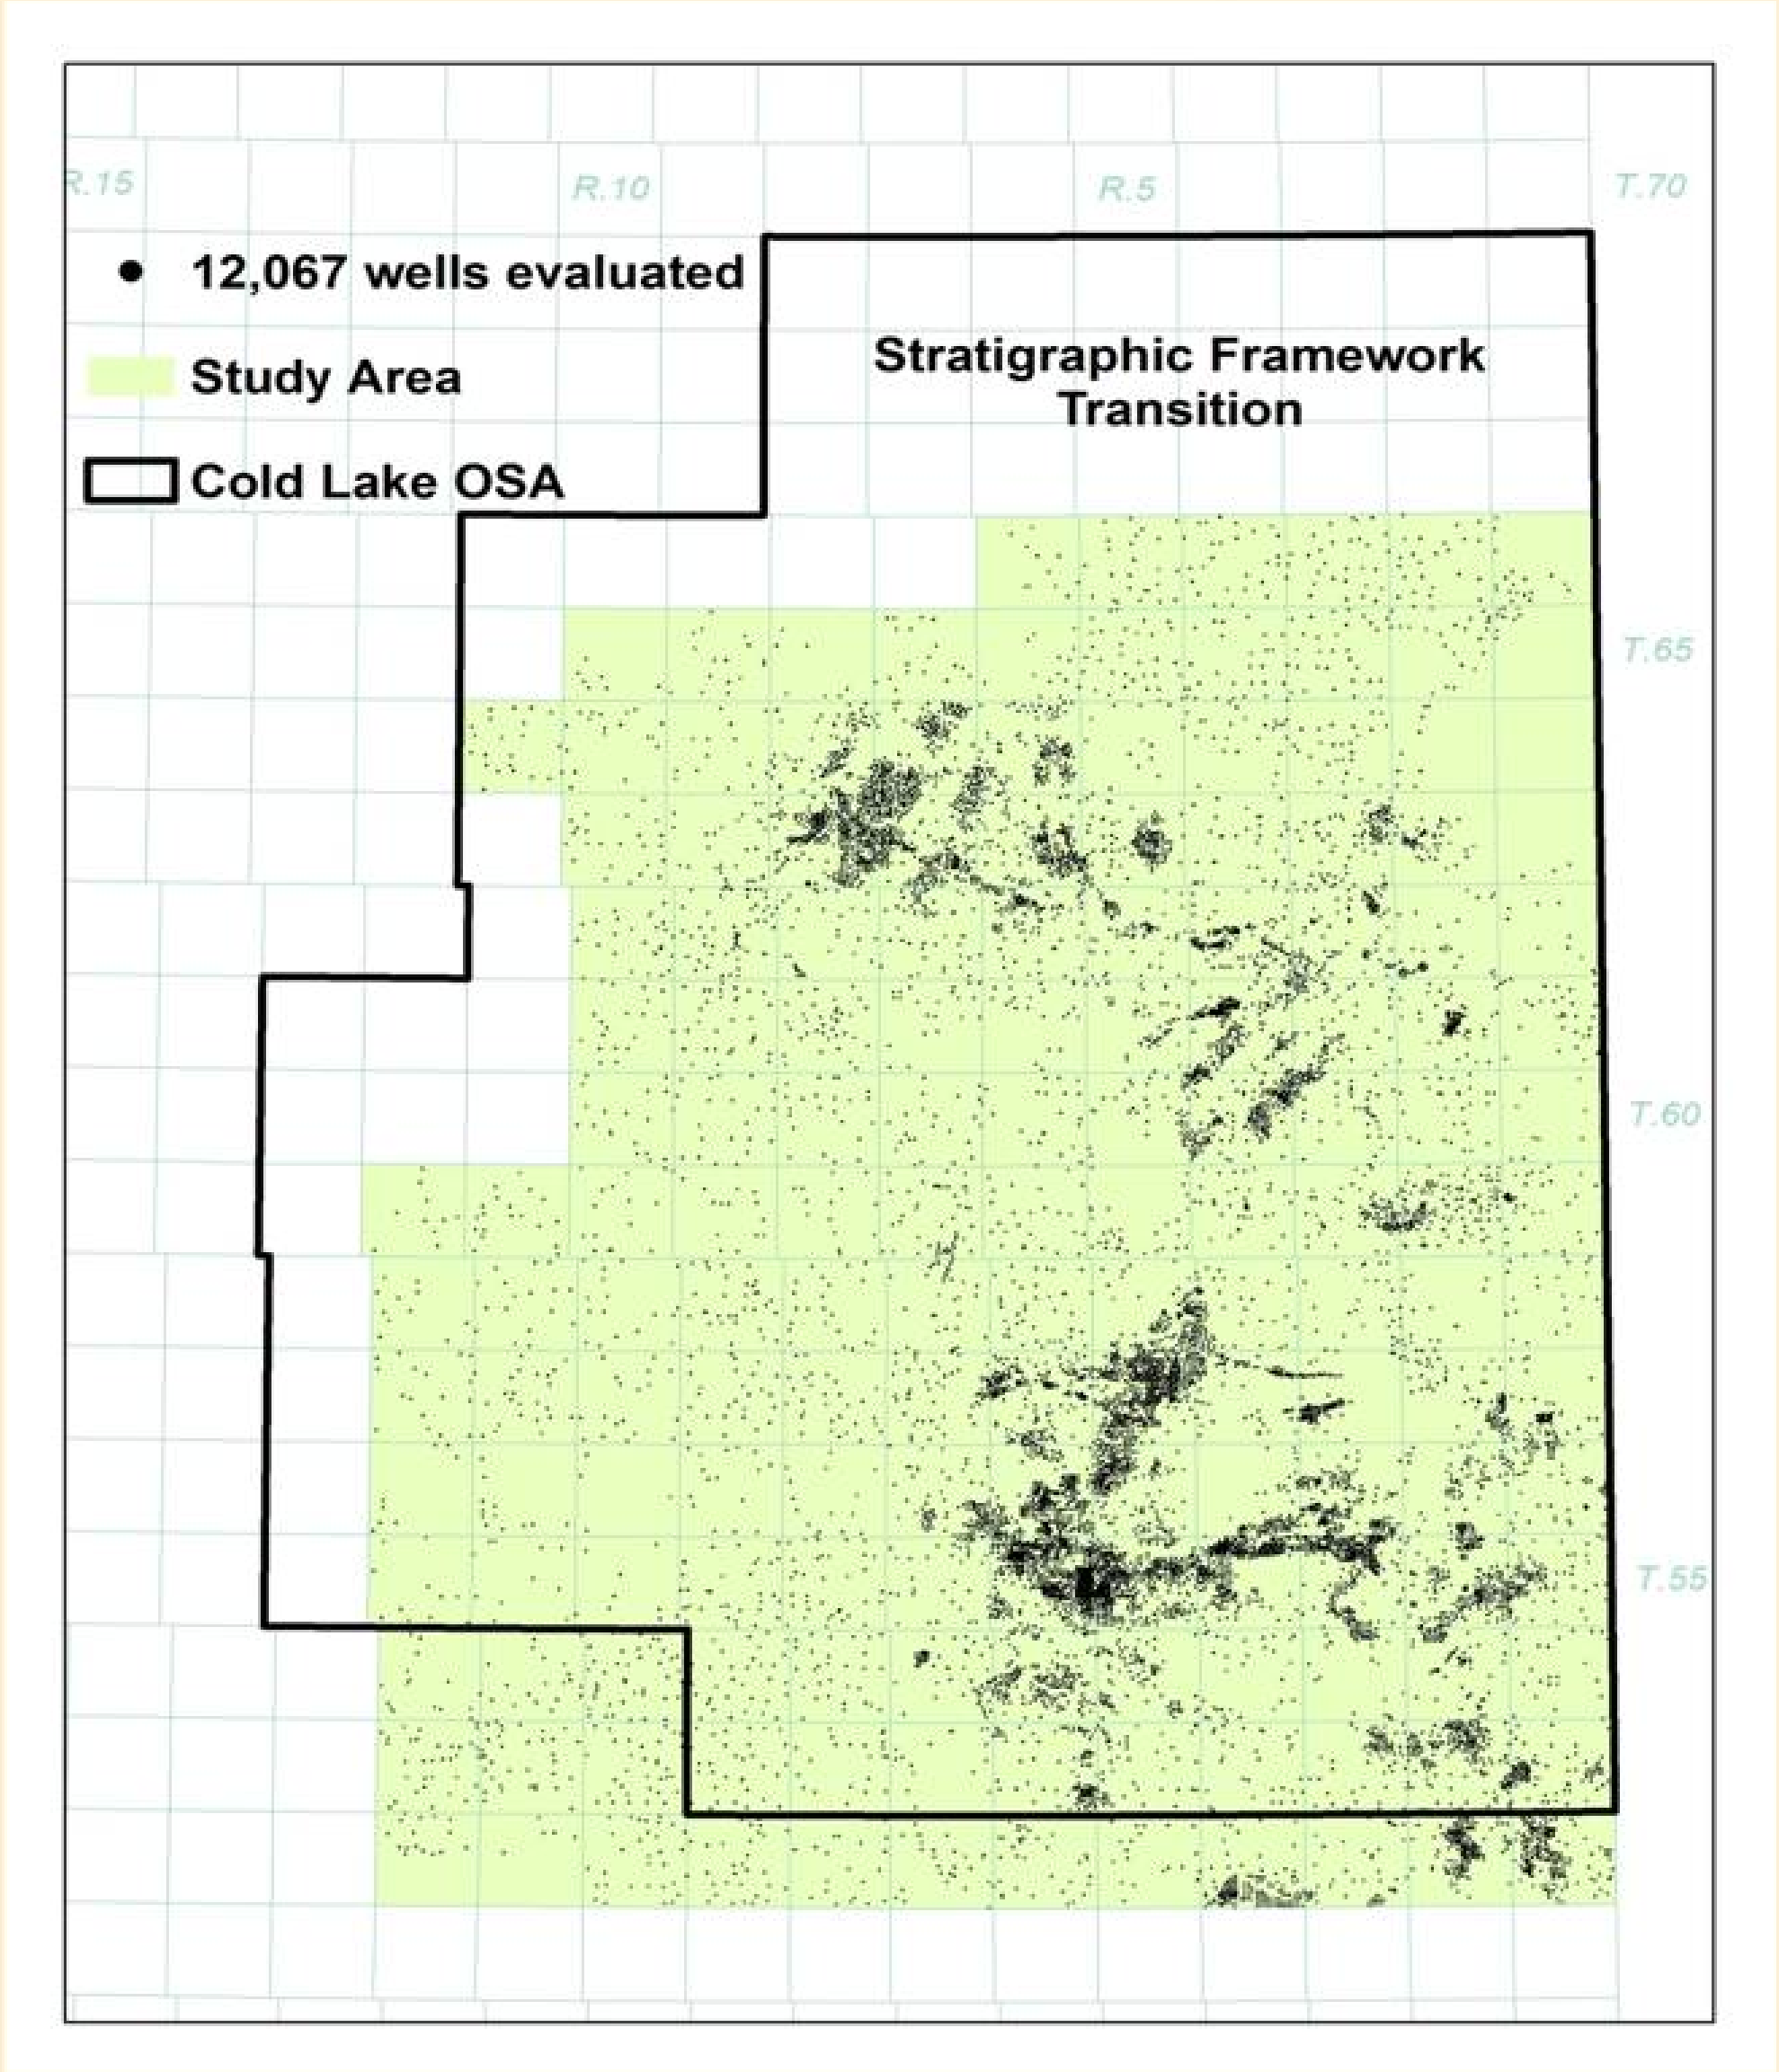 R.15
R.10
R.5
T.70
12,067 wells evaluated
Stratigraphic Framework
Transition
Study Area
Cold Lake OSA
T.65
T.60
T.55